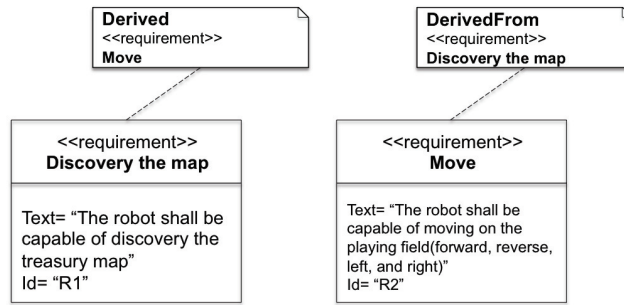 Derived
<<requirement>>
Move
DerivedFrom
<<requirement>>
Discovery the map
<<requirement>>
Discovery the map
Text= “The robot shall be
capable of discovery the
treasury map”
Id= “R1”
<<requirement>>
Move
Text= “The robot shall be
capable of moving on the
playing field(forward, reverse,
left, and right)”
Id= “R2”